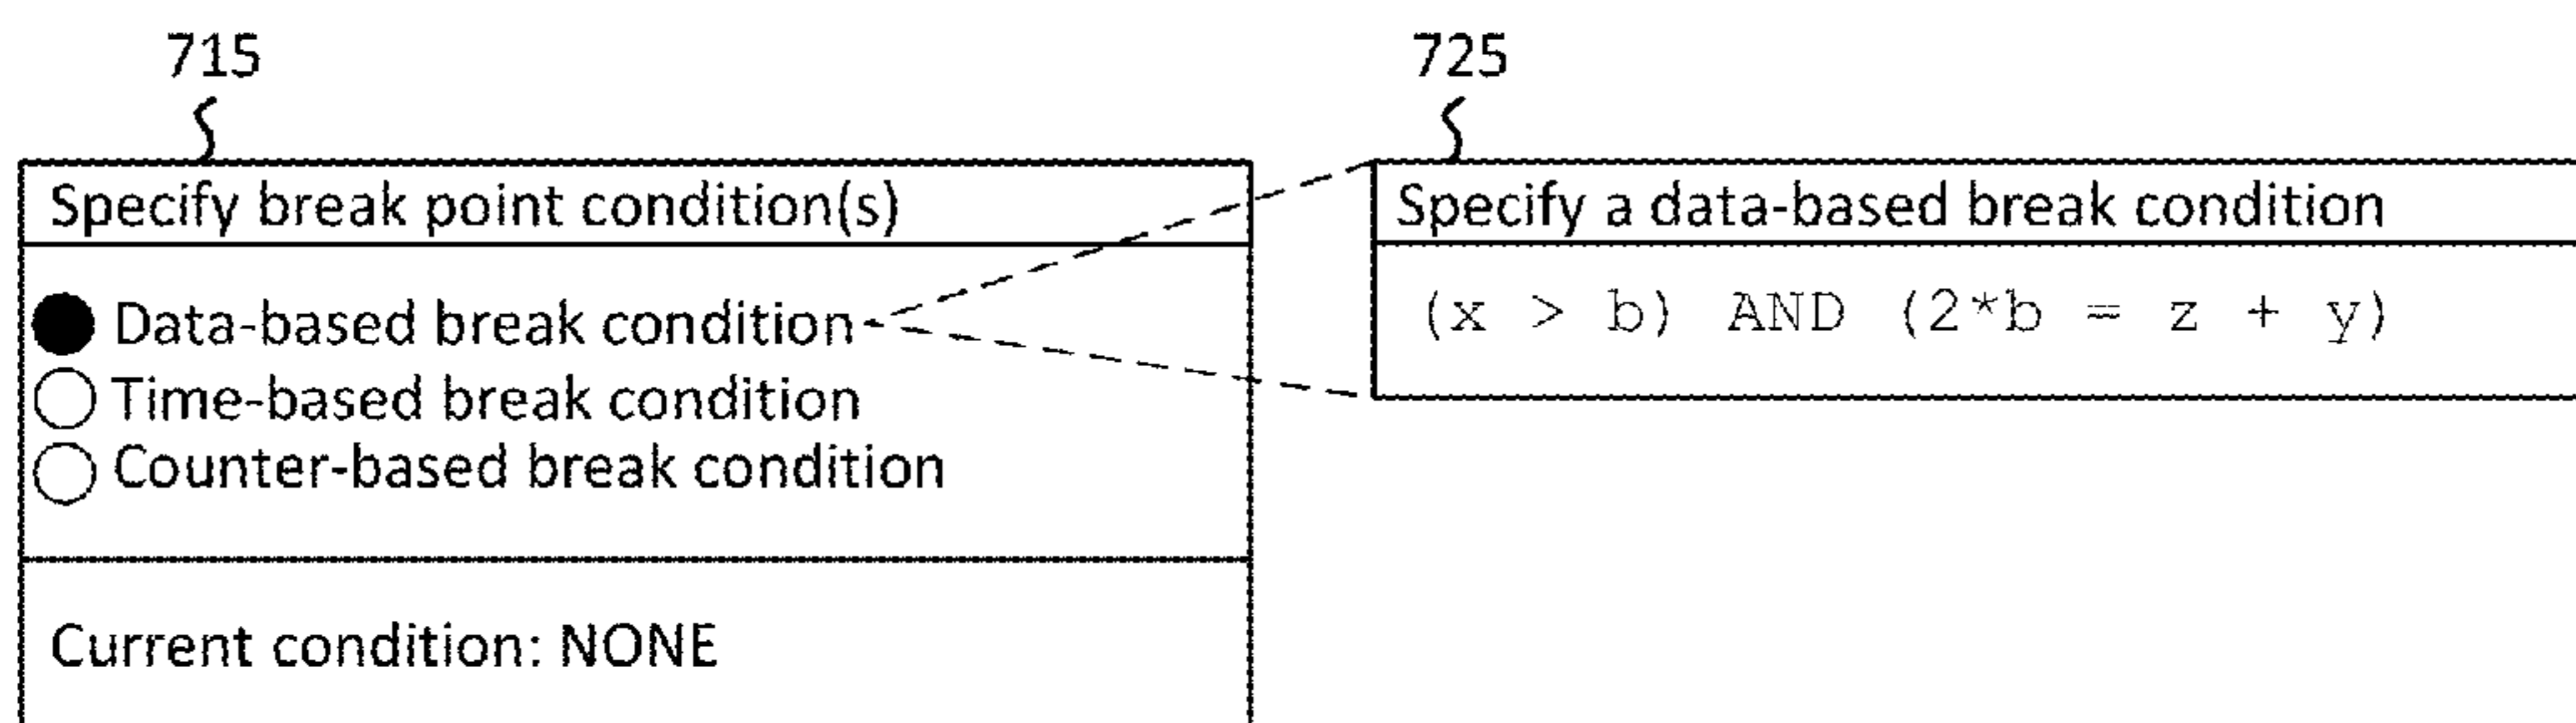 715
725
Specify break point condition(s)
Specify a data-based break condition
Data-based break condition
(x > b) AND (2*b = z + y)
Time-based break condition
Counter-based break condition
Current condition: NONE